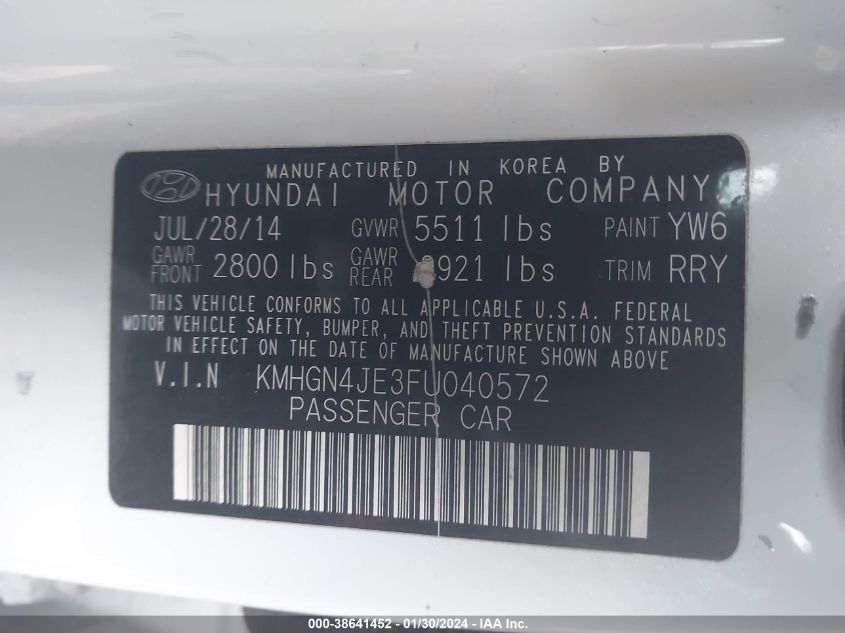 MANUFACTURED IN KOREA BY
HYUNDAI MOTOR COMPANY
JUL/28/14 GVWR 5511 lbs PAINT YW6
GAWR FRONT 2800 lbs GAWR REAR 921 lbs TRIM RRY
THIS VEHICLE CONFORMS TO ALL APPLICABLE U.S.A. FEDERAL
MOTOR VEHICLE SAFETY, BUMPER, AND THEFT PREVENTION STANDARDS
IN EFFECT ON THE DATE OF MANUFACTURE SHOWN ABOVE
V.I.N KMHGN4JE3FU040572
PASSENGER CAR
000-38641452 - 01/30/2024 - IAA Inc.